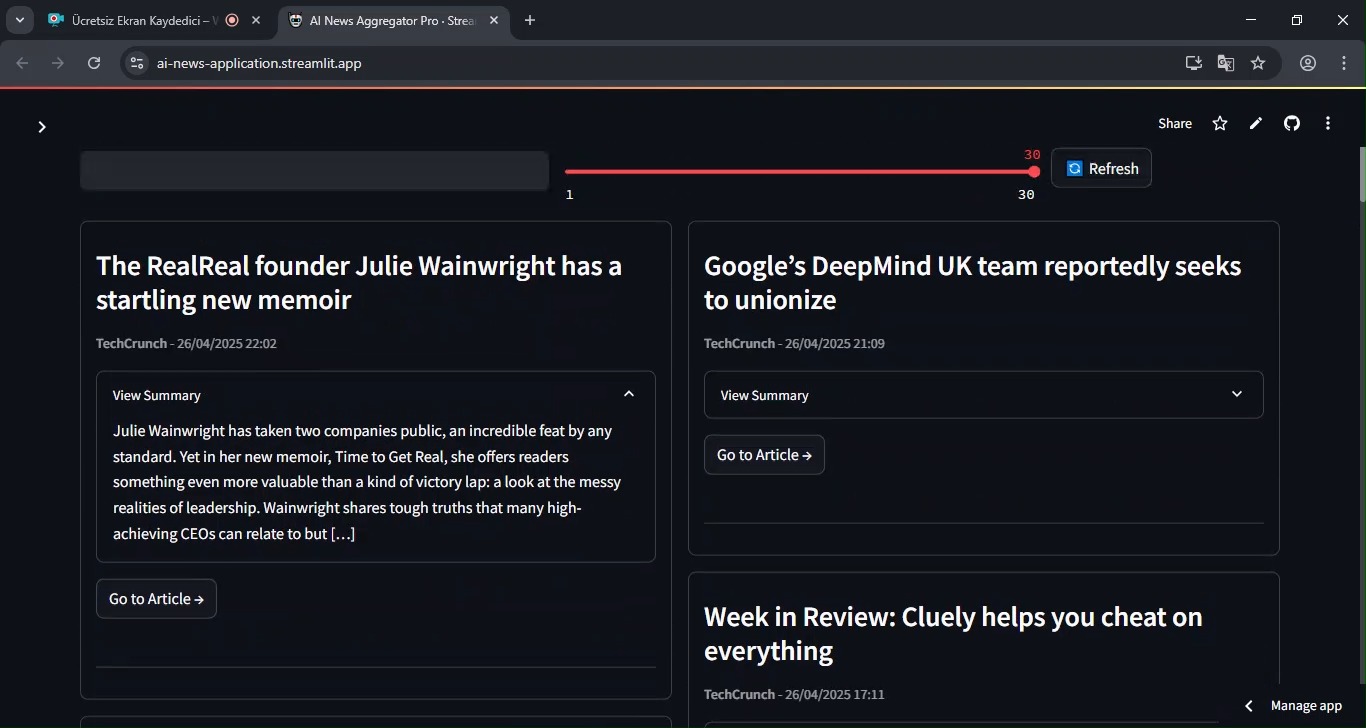 Ücretsiz Ekran Kaydedici –
AI News Aggregator Pro · Strea
ai-news-application.streamlit.app
Share
30
1
30
Refresh
The RealReal founder Julie Wainwright has a
startling new memoir
TechCrunch - 26/04/2025 22:02
View Summary
Julie Wainwright has taken two companies public, an incredible feat by any
standard. Yet in her new memoir, Time to Get Real, she offers readers
something even more valuable than a kind of victory lap: a look at the messy
realities of leadership. Wainwright shares tough truths that many high-
achieving CEOs can relate to but […]
Go to Article →
Google’s DeepMind UK team reportedly seeks
to unionize
TechCrunch - 26/04/2025 21:09
View Summary
Go to Article →
Week in Review: Cluely helps you cheat on
everything
TechCrunch - 26/04/2025 17:11
Manage app